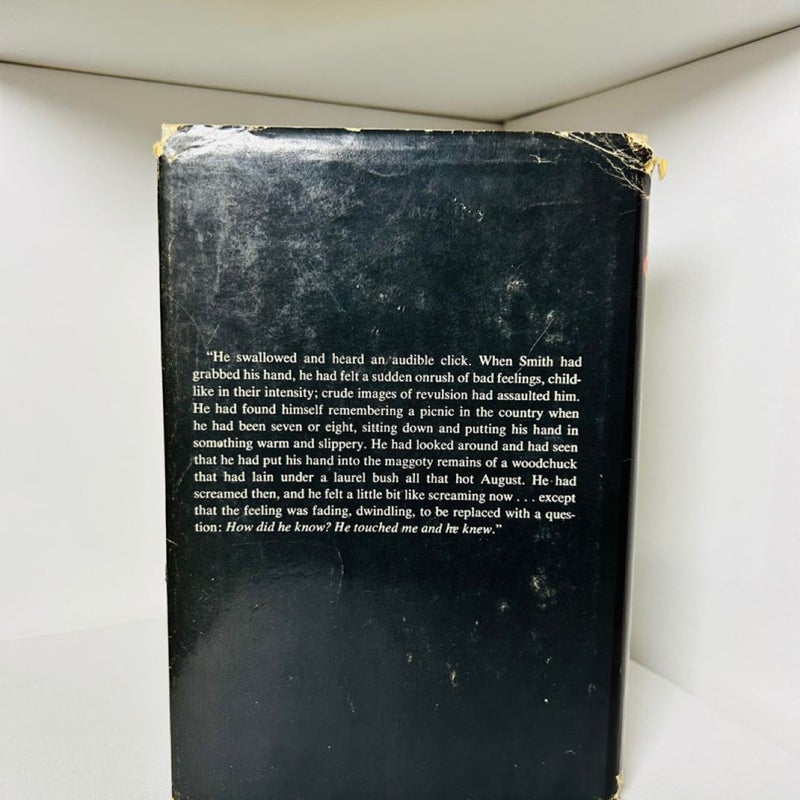 “He swallowed and heard an audible click. When Smith had
grabbed his hand, he had felt a sudden onrush of bad feelings, child-
like in their intensity; crude images of revulsion had assaulted him.
He had found himself remembering a picnic in the country when
he had been seven or eight, sitting down and putting his hand in
something warm and slippery. He had looked around and had seen
that he had put his hand into the maggoty remains of a woodchuck
that had lain under a laurel bush all that hot August. He had
screamed then, and he felt a little bit like screaming now . . . except
that the feeling was fading, dwindling, to be replaced with a ques-
tion: How did he know? He touched me and he knew.”